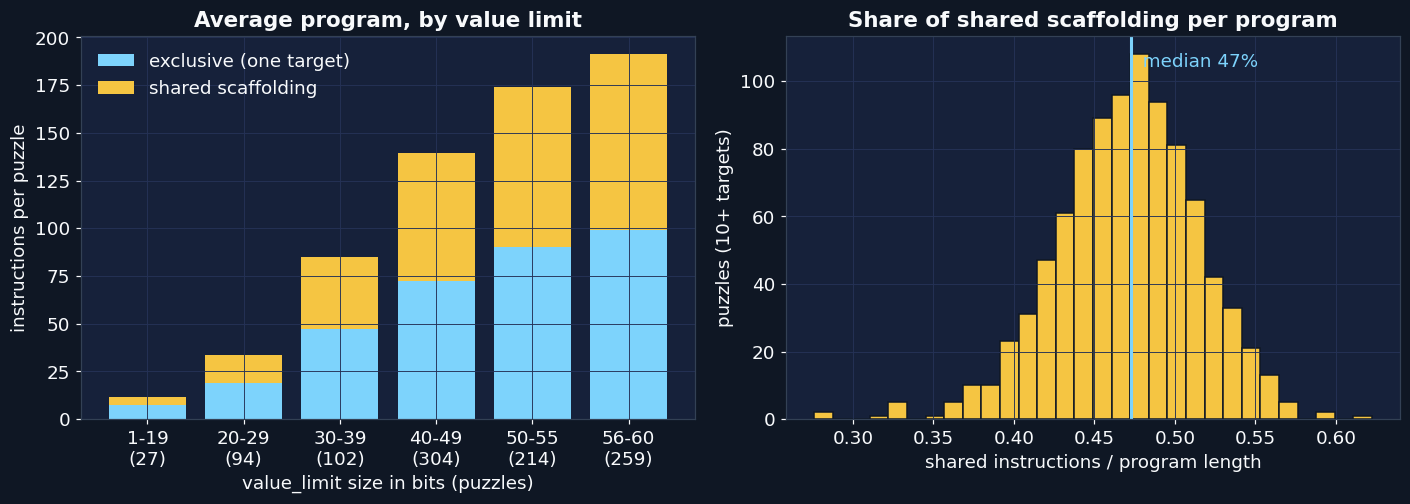 Average program, by value limit
exclusive (one target)
shared scaffolding
instructions per puzzle
200
175
150
125
100
75
50
25
0
1-19 20-29 30-39 40-49 50-55 56-60
(27) (94) (102) (304) (214) (259)
value_limit size in bits (puzzles)
Share of shared scaffolding per program
median 47%
puzzles (10+ targets)
100
80
60
40
20
0
0.30 0.35 0.40 0.45 0.50 0.55 0.60
shared instructions / program length